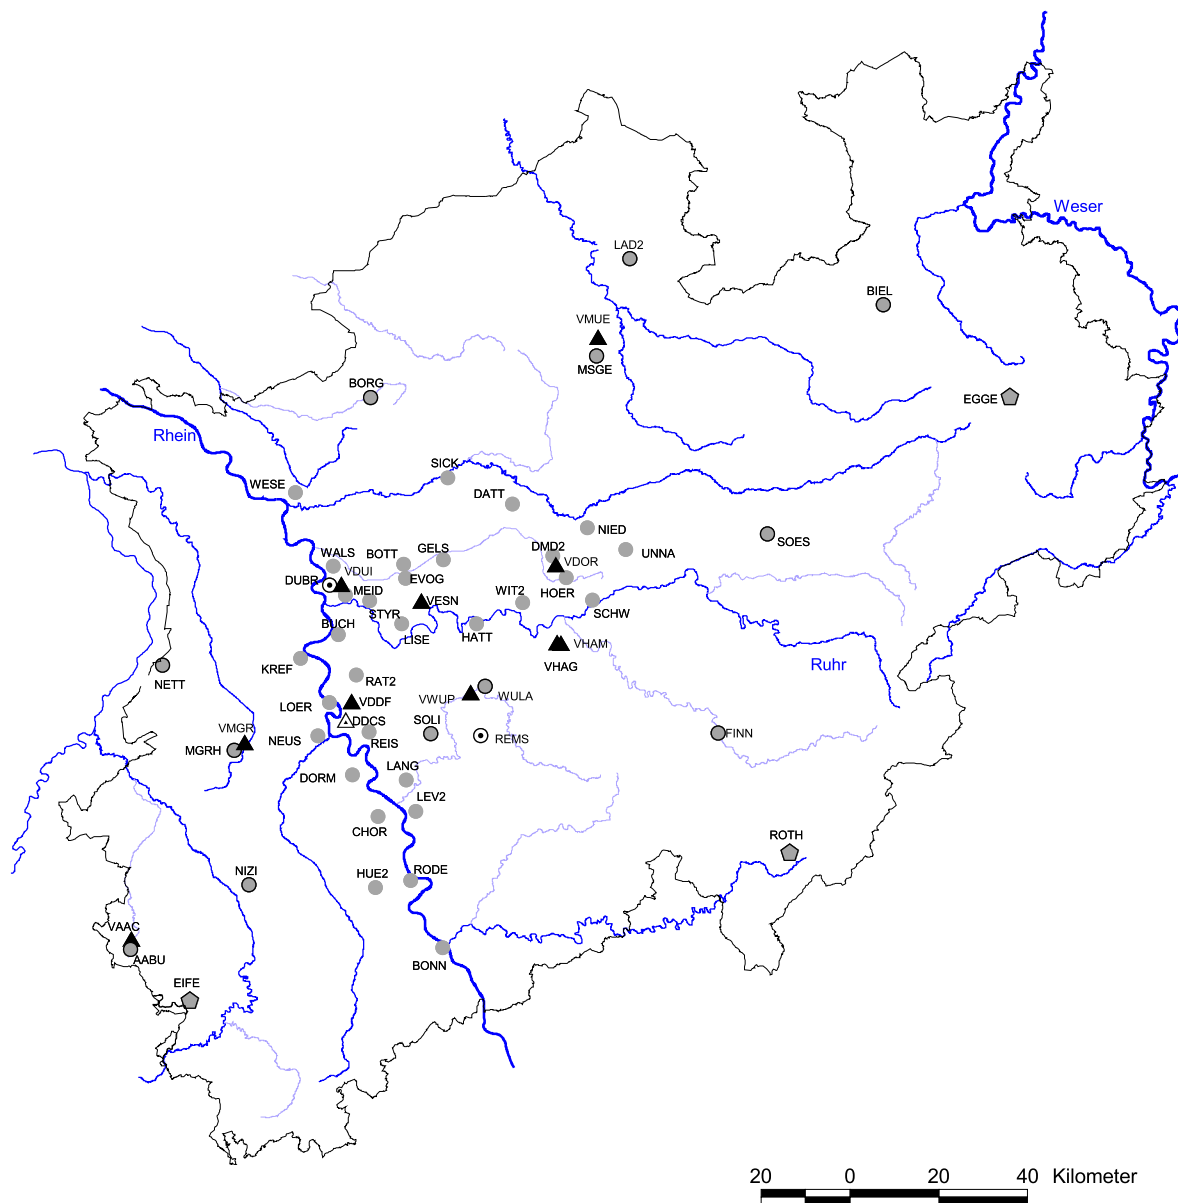 Weser
LAD2
BIEL
VMUE
MSGE
BORG
EGGE
Rhein
SICK
WESE
DATT
NIED
SOES
UNNA
WALS
BOTT
GELS
DMD2
VDOR
VDUI
DUBR
EVOG
MEID
HOER
VESN
WIT2
STYR
SCHW
BUCH
LISE
HATT
VHAM
VHAG
KREF
Ruhr
NETT
RAT2
LOER
VDDF
VWUP
WULA
VMGR
DDCS
SOLI
FINN
MGRH
NEUS
REIS
REMS
DORM
LANG
LEV2
CHOR
ROTH
NIZI
HUE2
RODE
VAAC
AABU
BONN
EIFE
20 0 20 40 Kilometer